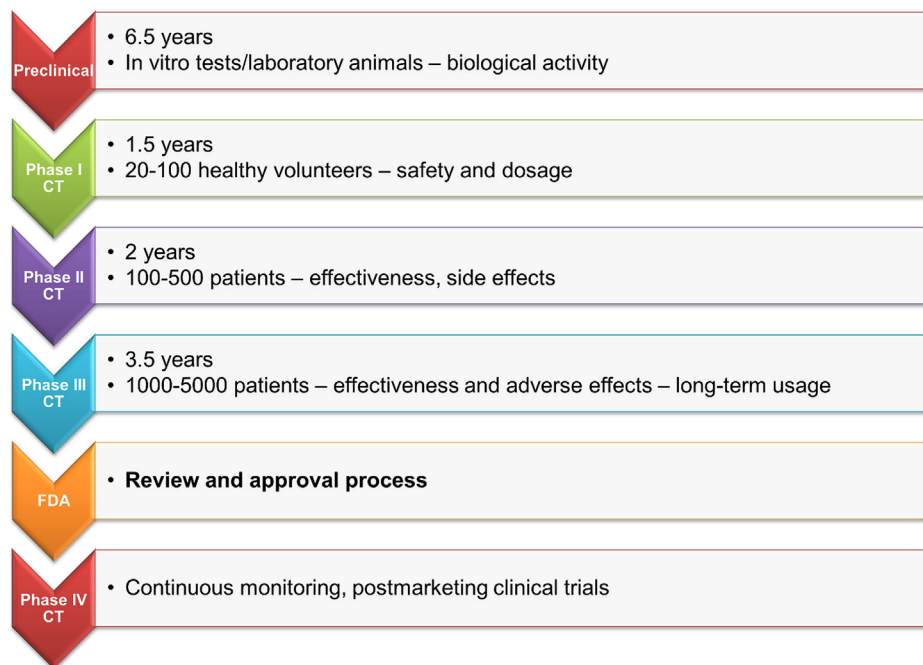 Preclinical
• 6.5 years
• In vitro tests/laboratory animals – biological activity
Phase I
CT
• 1.5 years
• 20-100 healthy volunteers – safety and dosage
Phase II
CT
• 2 years
• 100-500 patients – effectiveness, side effects
Phase III
CT
• 3.5 years
• 1000-5000 patients – effectiveness and adverse effects – long-term usage
FDA
• Review and approval process
Phase IV
CT
• Continuous monitoring, postmarketing clinical trials